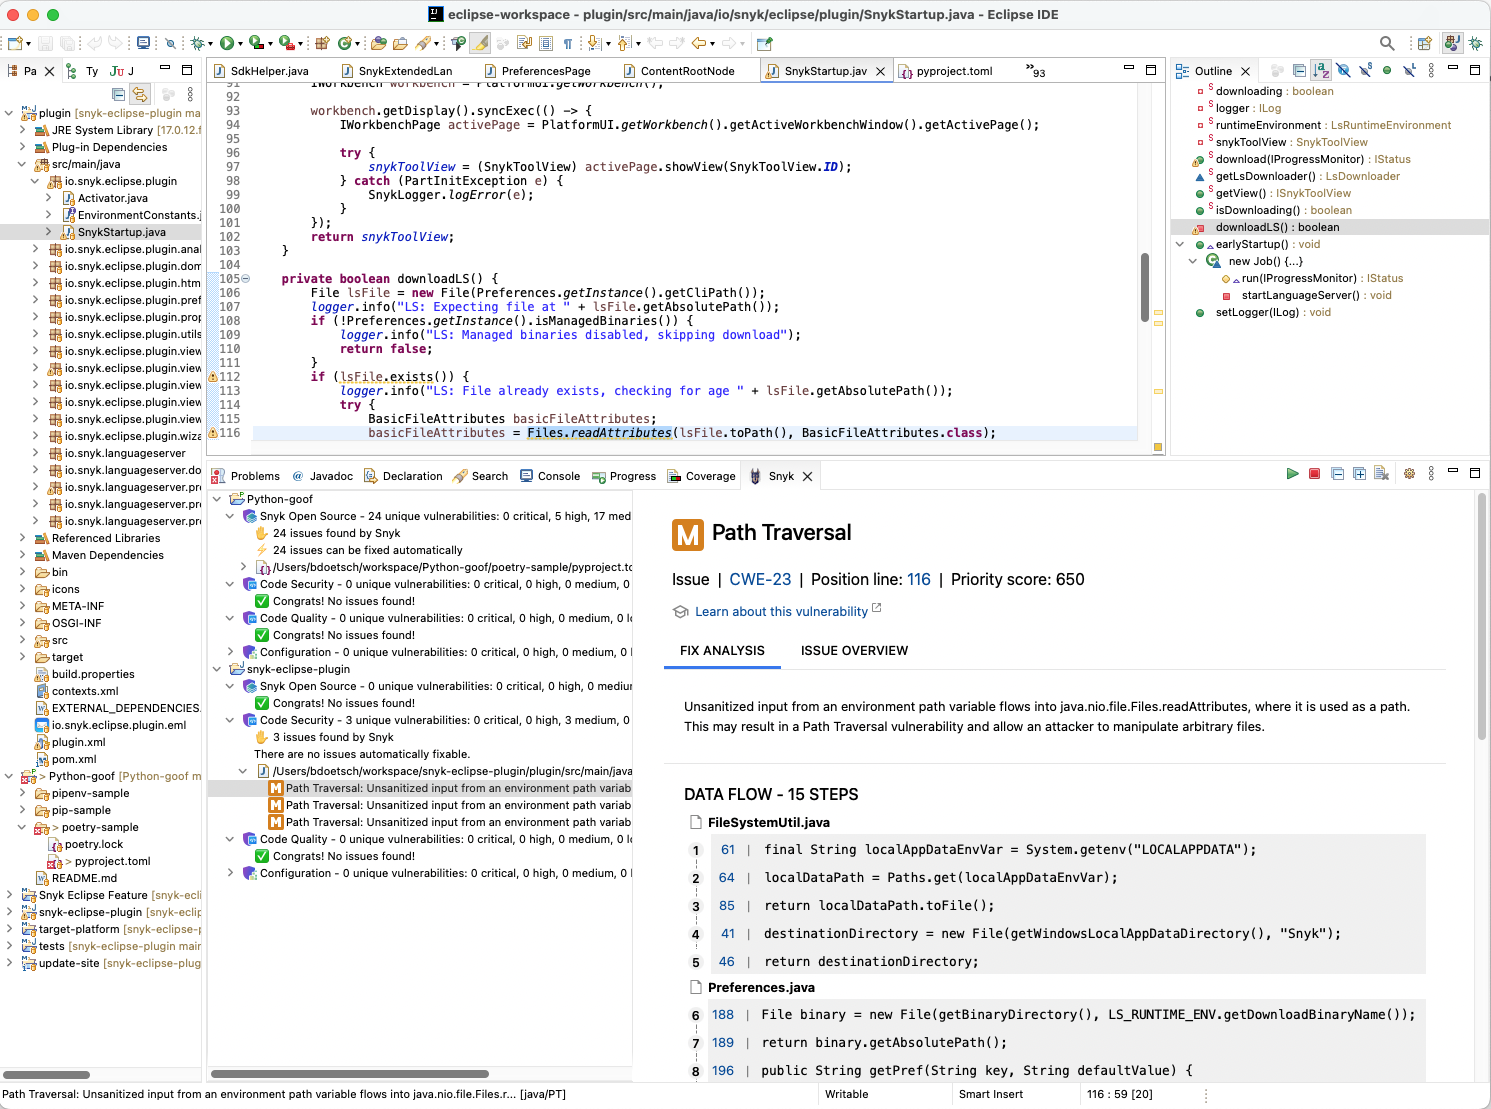 eclipse-workspace - plugin/src/main/java/io/snyk/eclipse/plugin/SnykStartup.java - Eclipse IDE
Pa
Ty
JU J
plugin [snyk-eclipse-plugin ma
JRE System Library [17.0.12.f
Plug-in Dependencies
src/main/java
io.snyk.eclipse.plugin
Activator.java
EnvironmentConstants.j
SnykStartup.java
io.snyk.eclipse.plugin.anal
io.snyk.eclipse.plugin.dom
io.snyk.eclipse.plugin.htm
io.snyk.eclipse.plugin.pref
io.snyk.eclipse.plugin.prop
io.snyk.eclipse.plugin.utils
io.snyk.eclipse.plugin.view
io.snyk.eclipse.plugin.view
io.snyk.eclipse.plugin.view
io.snyk.eclipse.plugin.view
io.snyk.eclipse.plugin.view
io.snyk.eclipse.plugin.wiza
io.snyk.languageserver
io.snyk.languageserver.do
io.snyk.languageserver.pr
io.snyk.languageserver.pro
io.snyk.languageserver.pro
Referenced Libraries
Maven Dependencies
bin
icons
META-INF
OSGI-INF
src
target
build.properties
contexts.xml
EXTERNAL_DEPENDENCIES.
io.snyk.eclipse.plugin.eml
plugin.xml
pom.xml
> Python-goof [Python-goof m
pipenv-sample
pip-sample
> poetry-sample
poetry.lock
> pyproject.toml
README.md
Snyk Eclipse Feature [snyk-ecli
snyk-eclipse-plugin [snyk-eclip
target-platform [snyk-eclipse-p
tests [snyk-eclipse-plugin main
update-site [snyk-eclipse-plug
SdkHelper.java
SnykExtendedLan
PreferencesPage
ContentRootNode
SnykStartup.jav
pyproject.toml
»93
91 IWorkbench workbench = PlatformUI.getWorkbench();
92
93 workbench.getDisplay().syncExec(() -> {
94 IWorkbenchPage activePage = PlatformUI.getWorkbench().getActiveWorkbenchWindow().getActivePage();
95
96 try {
97 snykToolView = (SnykToolView) activePage.showView(SnykToolView.ID);
98 } catch (PartInitException e) {
99 SnykLogger.logError(e);
100 }
101 });
102 return snykToolView;
103 }
104
105 private boolean downloadLS() {
106 File lsFile = new File(Preferences.getInstance().getCliPath());
107 logger.info("LS: Expecting file at " + lsFile.getAbsolutePath());
108 if (!Preferences.getInstance().isManagedBinaries()) {
109 logger.info("LS: Managed binaries disabled, skipping download");
110 return false;
111 }
112 if (lsFile.exists()) {
113 logger.info("LS: File already exists, checking for age " + lsFile.getAbsolutePath());
114 try {
115 BasicFileAttributes basicFileAttributes;
116 basicFileAttributes = Files.readAttributes(lsFile.toPath(), BasicFileAttributes.class);
Outline
downloading : boolean
logger : ILog
runtimeEnvironment : LsRuntimeEnvironment
snykToolView : SnykToolView
download(IProgressMonitor) : IStatus
getLsDownloader() : LsDownloader
getView() : ISnykToolView
isDownloading() : boolean
downloadLS() : boolean
earlyStartup() : void
new Job() {...}
run(IProgressMonitor) : IStatus
startLanguageServer() : void
setLogger(ILog) : void
Problems
Javadoc
Declaration
Search
Console
Progress
Coverage
Snyk
Python-goof
Snyk Open Source - 24 unique vulnerabilities: 0 critical, 5 high, 17 med
24 issues found by Snyk
24 issues can be fixed automatically
/Users/bdoetsch/workspace/Python-goof/poetry-sample/pyproject.to
Code Security - 0 unique vulnerabilities: 0 critical, 0 high, 0 medium, 0
Congrats! No issues found!
Code Quality - 0 unique vulnerabilities: 0 critical, 0 high, 0 medium, 0 lo
Congrats! No issues found!
Configuration - 0 unique vulnerabilities: 0 critical, 0 high, 0 medium, 0 l
snyk-eclipse-plugin
Snyk Open Source - 0 unique vulnerabilities: 0 critical, 0 high, 0 mediu
Congrats! No issues found!
Code Security - 3 unique vulnerabilities: 0 critical, 0 high, 3 medium, 0
3 issues found by Snyk
There are no issues automatically fixable.
/Users/bdoetsch/workspace/snyk-eclipse-plugin/plugin/src/main/java
M Path Traversal: Unsanitized input from an environment path variab
M Path Traversal: Unsanitized input from an environment path variab
M Path Traversal: Unsanitized input from an environment path variab
Code Quality - 0 unique vulnerabilities: 0 critical, 0 high, 0 medium, 0 lo
Congrats! No issues found!
Configuration - 0 unique vulnerabilities: 0 critical, 0 high, 0 medium, 0 l
M Path Traversal
Issue | CWE-23 | Position line: 116 | Priority score: 650
Learn about this vulnerability
FIX ANALYSIS
ISSUE OVERVIEW
Unsanitized input from an environment path variable flows into java.nio.file.Files.readAttributes, where it is used as a path.
This may result in a Path Traversal vulnerability and allow an attacker to manipulate arbitrary files.
DATA FLOW - 15 STEPS
FileSystemUtil.java
1 61 | final String localAppDataEnvVar = System.getenv("LOCALAPPDATA");
2 64 | localDataPath = Paths.get(localAppDataEnvVar);
3 85 | return localDataPath.toFile();
4 41 | destinationDirectory = new File(getWindowsLocalAppDataDirectory(), "Snyk");
5 46 | return destinationDirectory;
Preferences.java
6 188 | File binary = new File(getBinaryDirectory(), LS_RUNTIME_ENV.getDownloadBinaryName());
7 189 | return binary.getAbsolutePath();
8 196 | public String getPref(String key, String defaultValue) {
Path Traversal: Unsanitized input from an environment path variable flows into java.nio.file.Files.r... [java/PT]
Writable
Smart Insert
116 : 59 [20]